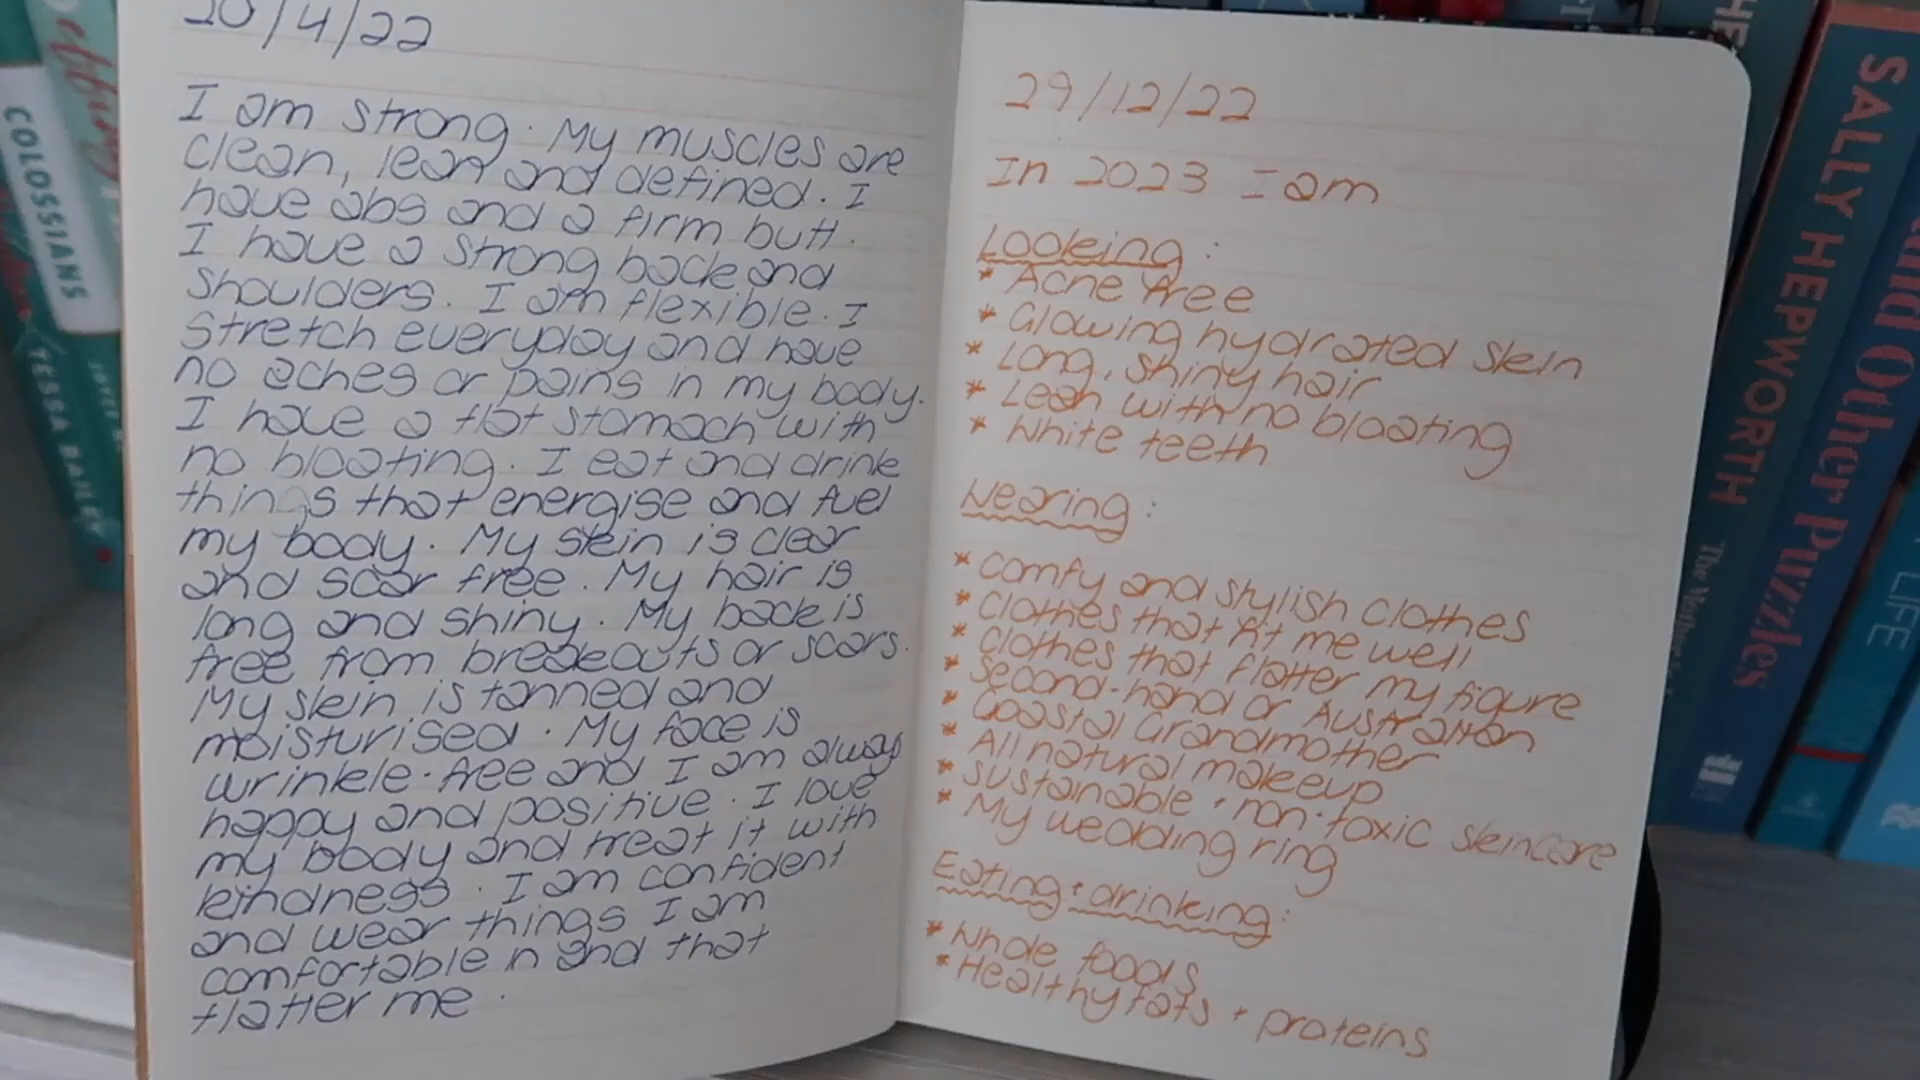 COLOSSIANS
TESSA BAILEY
20/4/22
I am strong. My muscles are
clean, lean and defined. I
have abs and a firm butt.
I have a strong back and
shoulders. I am flexible. I
stretch everyday and have
no aches or pains in my body.
I have a flat stomach with
no bloating. I eat and drink
things that energise and fuel
my body. My skin is clear
and scar free. My hair is
long and shiny. My back is
free from breakouts or scars.
My skin is tanned and
moisturised. My face is
wrinkle-free and I am always
happy and positive. I love
my body and treat it with
kindness. I am confident
and wear things I am
comfortable in and that
flatter me.
29/12/22
In 2023 I am
Looking:
* Acne free
* Glowing hydrated skin
* Long, shiny hair
* Lean with no bloating
* White teeth
Wearing:
* Comfy and stylish clothes
* Clothes that fit me well
* Clothes that flatter my figure
* Second-hand or Australian
* Coastal Grandmother
* All natural makeup
* Sustainable + non-toxic skincare
* My wedding ring
Eating + drinking:
* Whole foods
* Healthy fats + proteins
SALLY HEPWORTH
The Mother
and Other Puzzles
LIFE